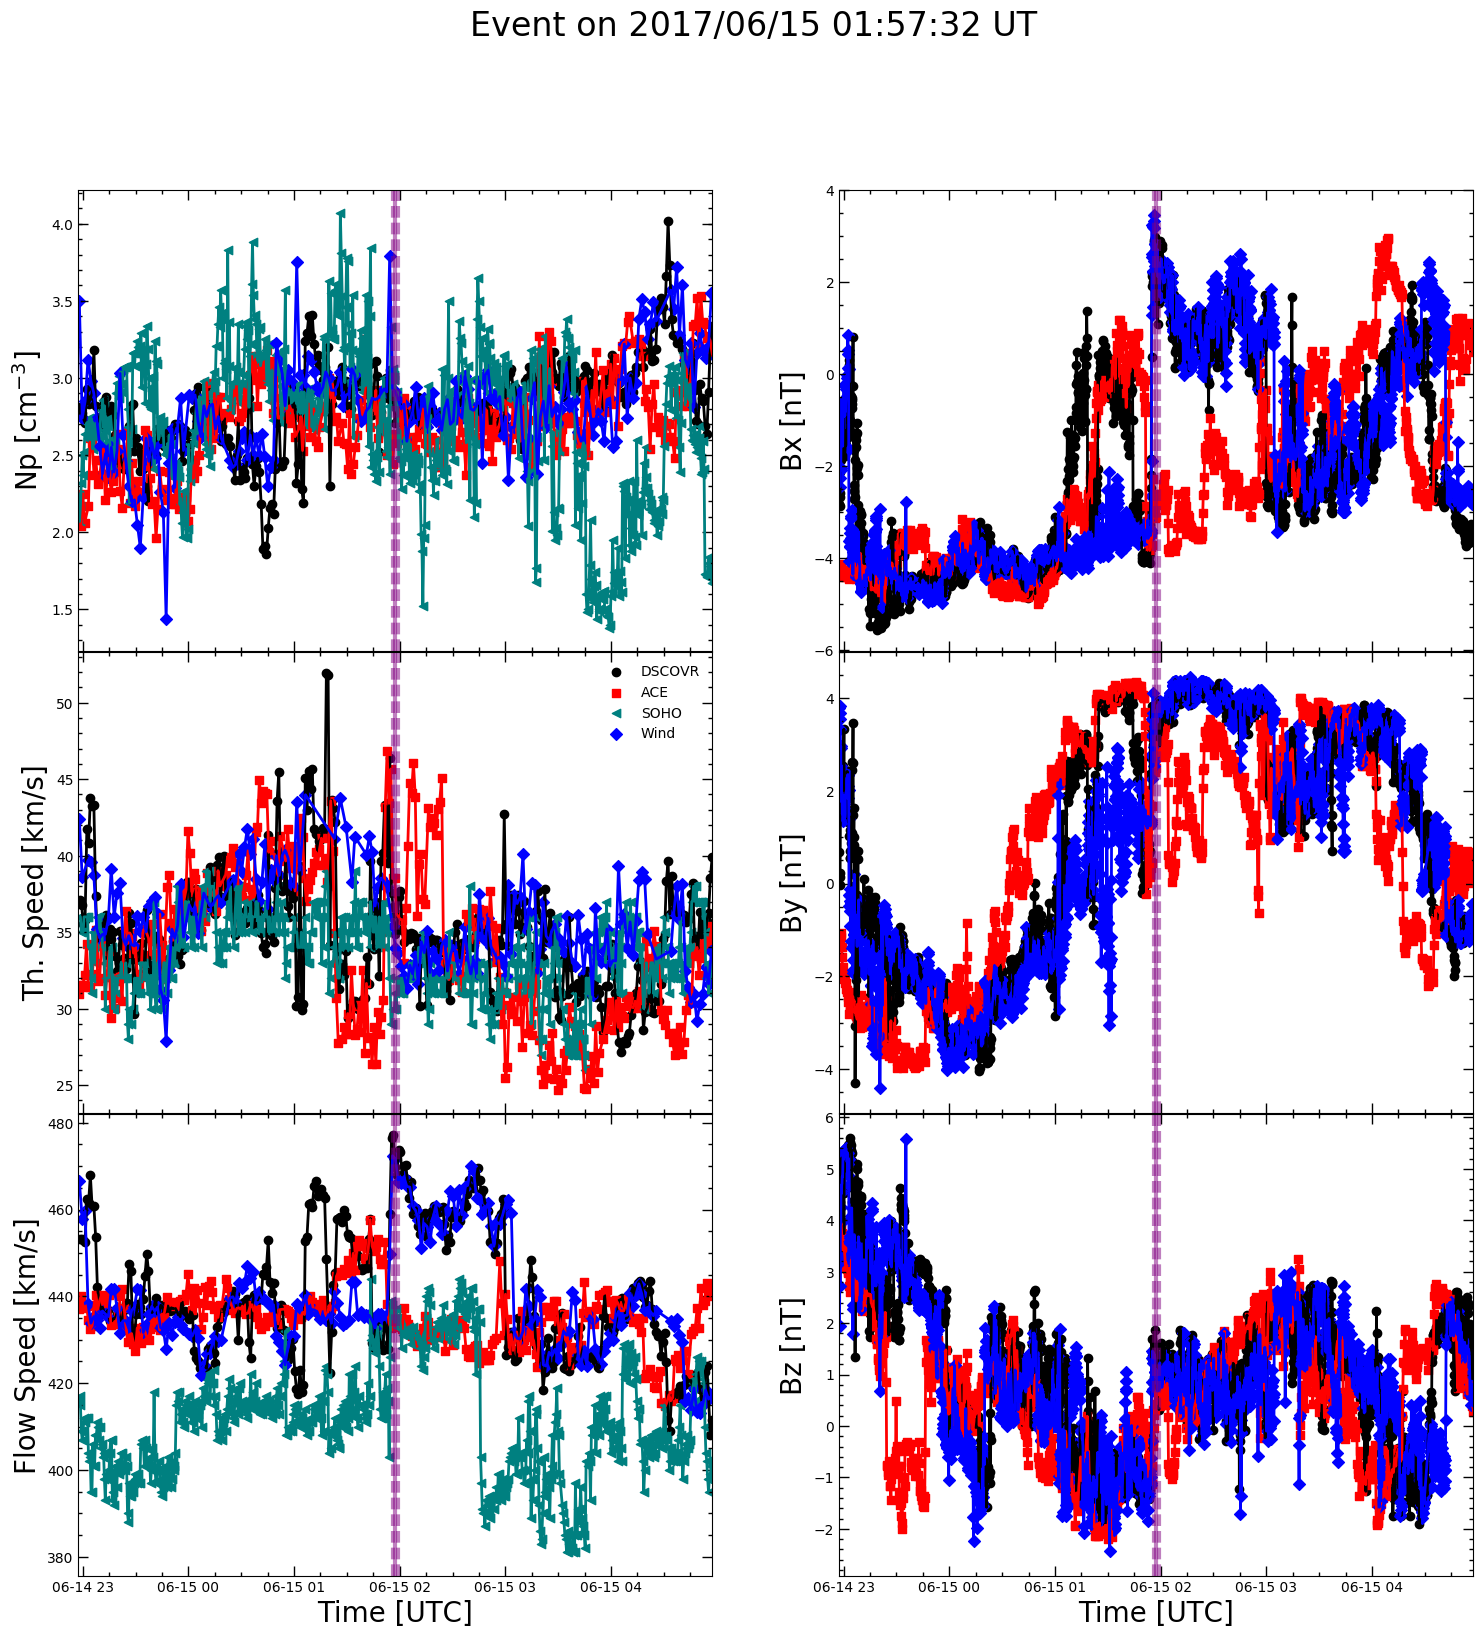 Event on 2017/06/15 01:57:32 UT
Np [cm⁻³]
4.0
3.5
3.0
2.5
2.0
1.5
Bx [nT]
4
2
0
−2
−4
−6
Th. Speed [km/s]
50
45
40
35
30
25
DSCOVR
ACE
SOHO
Wind
By [nT]
4
2
0
−2
−4
Flow Speed [km/s]
480
460
440
420
400
380
Bz [nT]
6
5
4
3
2
1
0
−1
−2
06-14 23 06-15 00 06-15 01 06-15 02 06-15 03 06-15 04
Time [UTC]
06-14 23 06-15 00 06-15 01 06-15 02 06-15 03 06-15 04
Time [UTC]